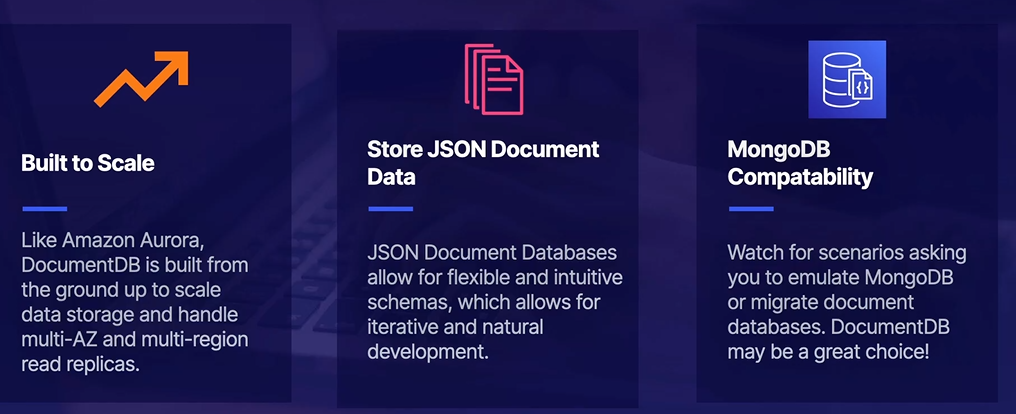 Built to Scale
Like Amazon Aurora,
DocumentDB is built from
the ground up to scale
data storage and handle
multi-AZ and multi-region
read replicas.
Store JSON Document
Data
JSON Document Databases
allow for flexible and intuitive
schemas, which allows for
iterative and natural
development.
MongoDB
Compatability
Watch for scenarios asking
you to emulate MongoDB
or migrate document
databases. DocumentDB
may be a great choice!